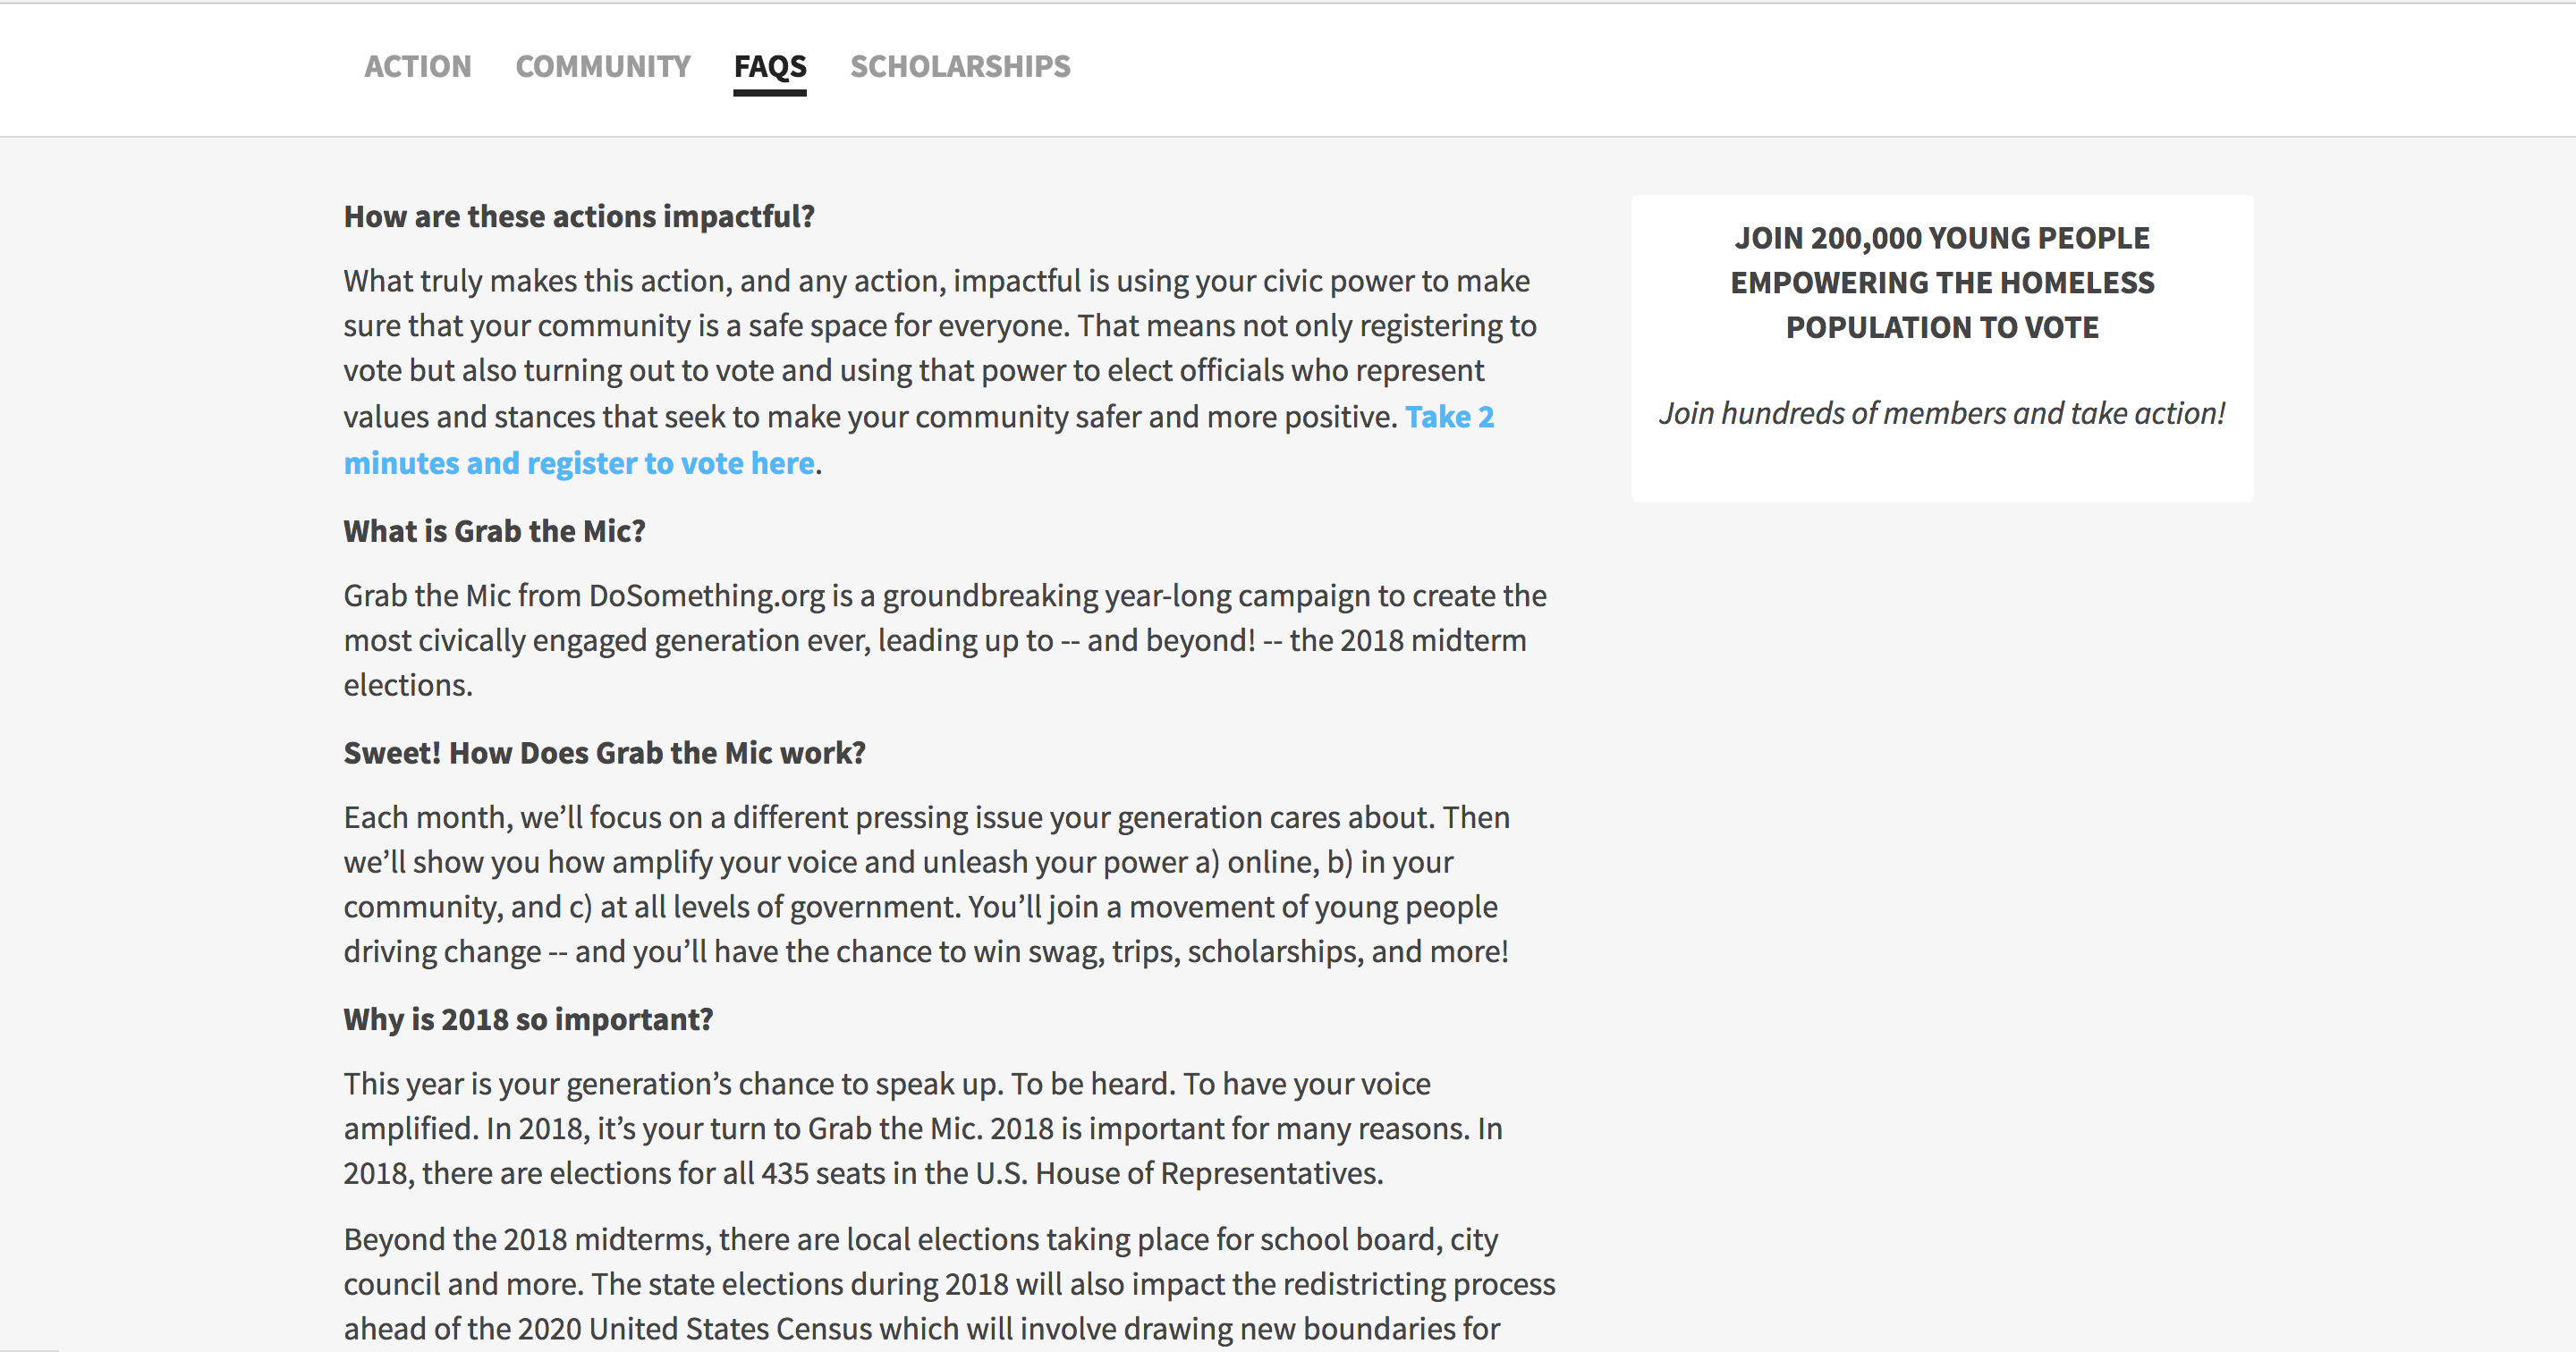 ACTION COMMUNITY FAQS SCHOLARSHIPS
How are these actions impactful?
What truly makes this action, and any action, impactful is using your civic power to make
sure that your community is a safe space for everyone. That means not only registering to
vote but also turning out to vote and using that power to elect officials who represent
values and stances that seek to make your community safer and more positive. Take 2
minutes and register to vote here.
What is Grab the Mic?
Grab the Mic from DoSomething.org is a groundbreaking year-long campaign to create the
most civically engaged generation ever, leading up to -- and beyond! -- the 2018 midterm
elections.
Sweet! How Does Grab the Mic work?
Each month, we’ll focus on a different pressing issue your generation cares about. Then
we’ll show you how amplify your voice and unleash your power a) online, b) in your
community, and c) at all levels of government. You’ll join a movement of young people
driving change -- and you’ll have the chance to win swag, trips, scholarships, and more!
Why is 2018 so important?
This year is your generation’s chance to speak up. To be heard. To have your voice
amplified. In 2018, it’s your turn to Grab the Mic. 2018 is important for many reasons. In
2018, there are elections for all 435 seats in the U.S. House of Representatives.
Beyond the 2018 midterms, there are local elections taking place for school board, city
council and more. The state elections during 2018 will also impact the redistricting process
ahead of the 2020 United States Census which will involve drawing new boundaries for
JOIN 200,000 YOUNG PEOPLE
EMPOWERING THE HOMELESS
POPULATION TO VOTE
Join hundreds of members and take action!